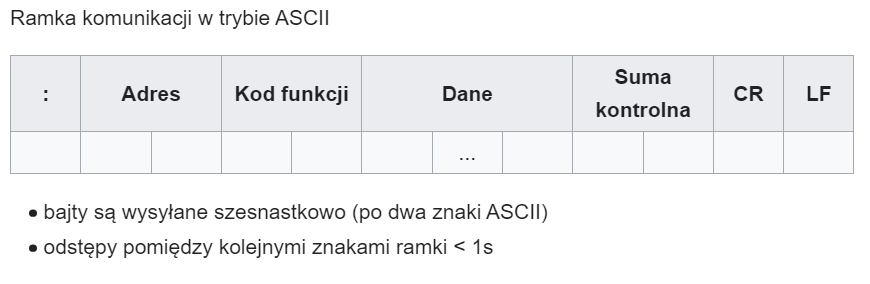 Ramka komunikacji w trybie ASCII
: Adres Kod funkcji Dane Suma kontrolna CR LF
...
• bajty są wysyłane szesnastkowo (po dwa znaki ASCII)
• odstępy pomiędzy kolejnymi znakami ramki < 1s